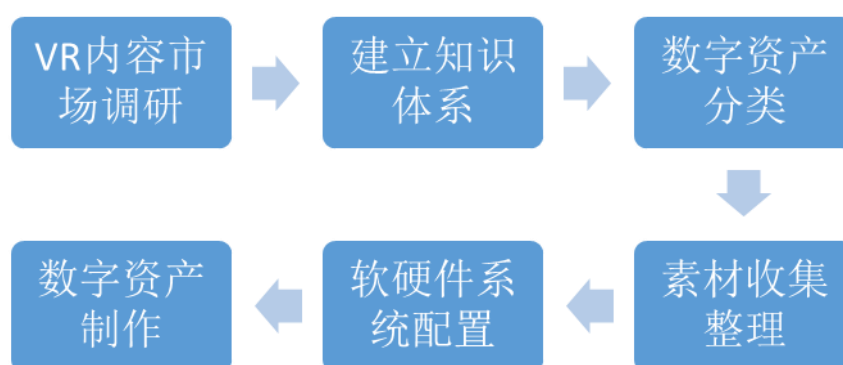 VR内容市
场调研
建立知识
体系
数字资产
分类
素材收集
整理
软硬件系
统配置
数字资产
制作